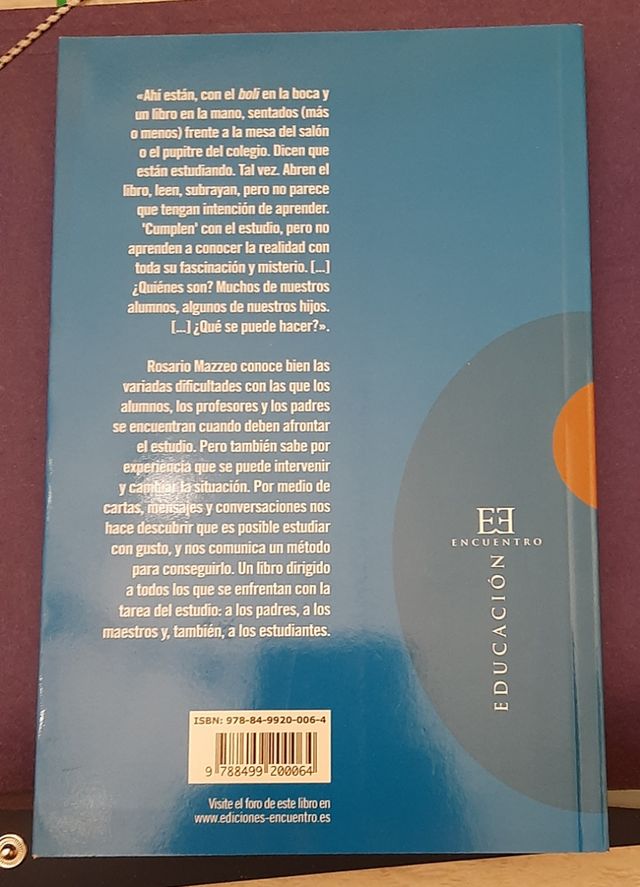 «Ahí están, con el boli en la boca y
un libro en la mano, sentados (más
o menos) frente a la mesa del salón
o el pupitre del colegio. Dicen que
están estudiando. Tal vez. Abren el
libro, leen, subrayan, pero no parece
que tengan intención de aprender.
'Cumplen' con el estudio, pero no
aprenden a conocer la realidad con
toda su fascinación y misterio. [...]
¿Quiénes son? Muchos de nuestros
alumnos, algunos de nuestros hijos.
[...] ¿Qué se puede hacer?».
Rosario Mazzeo conoce bien las
variadas dificultades con las que los
alumnos, los profesores y los padres
se encuentran cuando deben afrontar
el estudio. Pero también sabe por
experiencia que se puede intervenir
y cambiar la situación. Por medio de
cartas, mensajes y conversaciones nos
hace descubrir que es posible estudiar
con gusto, y nos comunica un método
para conseguirlo. Un libro dirigido
a todos los que se enfrentan con la
tarea del estudio: a los padres, a los
maestros y, también, a los estudiantes.
EE
ENCUENTRO
EDUCACIÓN
ISBN: 978-84-9920-006-4
9 788499 200064
Visite el foro de este libro en
www.ediciones-encuentro.es